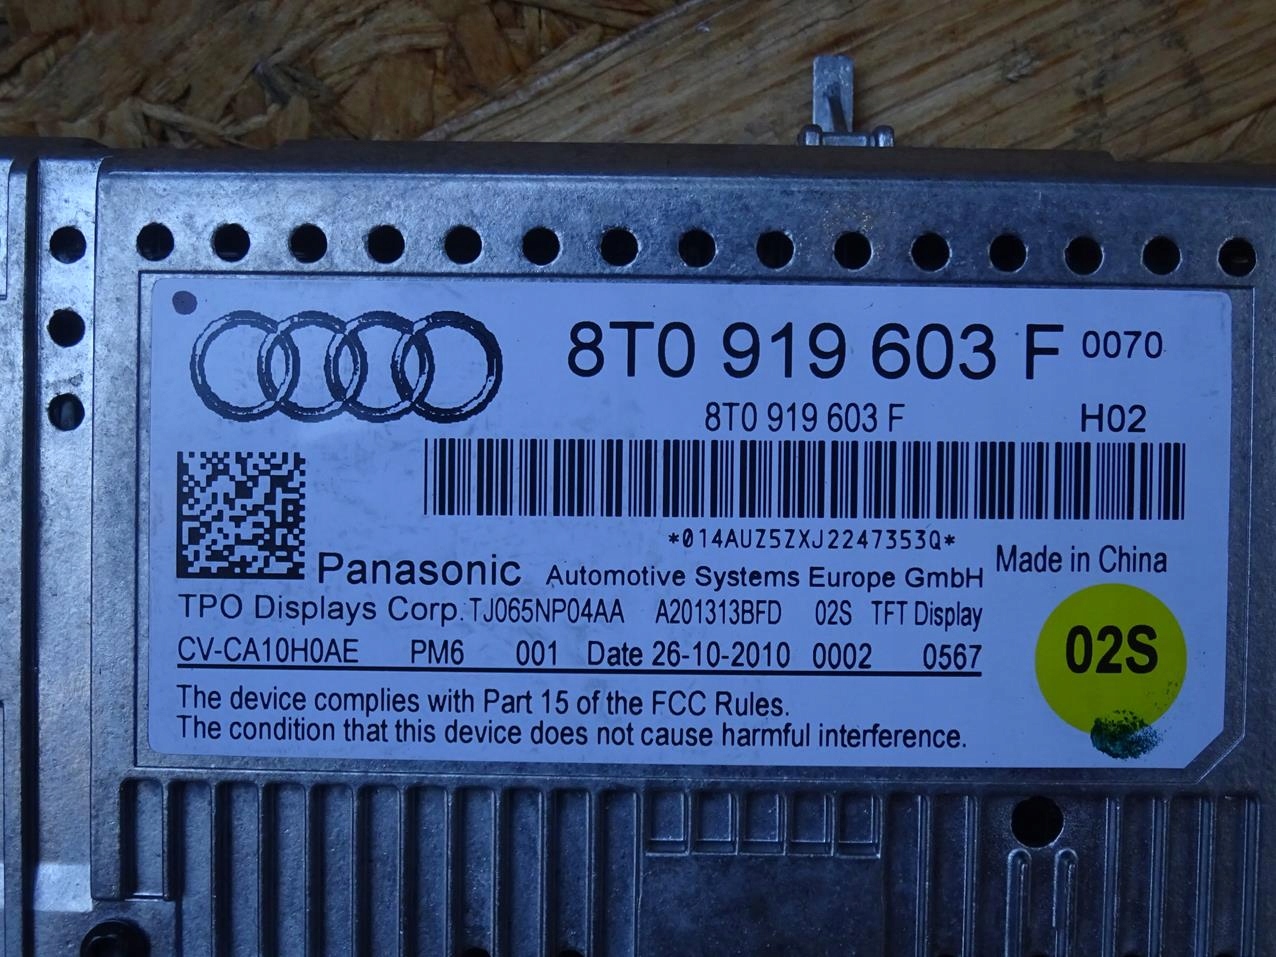 8T0 919 603 F 0070
8T0 919 603 F H02
*014AUZ5ZXJ2247353Q*
Panasonic Automotive Systems Europe GmbH Made in China
TPO Displays Corp. TJ065NP04AA A201313BFD 02S TFT Display
CV-CA10H0AE PM6 001 Date 26-10-2010 0002 0567
02S
The device complies with Part 15 of the FCC Rules.
The condition that this device does not cause harmful interference.